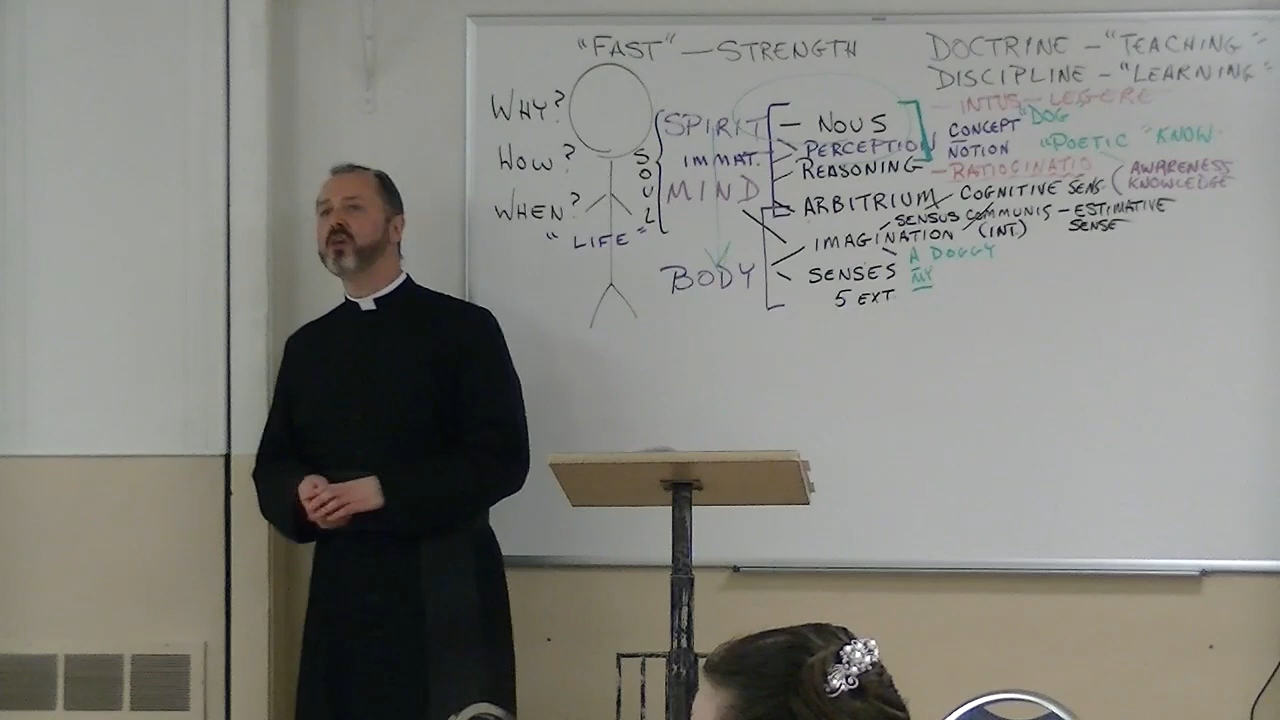 "FAST" — STRENGTH
DOCTRINE - "TEACHING"
DISCIPLINE - "LEARNING"
WHY?
HOW?
WHEN?
"LIFE"
SOUL
SPIRIT
IMMAT.
MIND
BODY
— NOUS
PERCEPTION
REASONING
ARBITRIUM
IMAGINATION
SENSES
5 EXT
— INTUS-LEGERE
CONCEPT "DOG
NOTION
"POETIC" KNOW.
— RATIOCINATIO
(AWARENESS
KNOWLEDGE
COGNITIVE SENS.
SENSUS COMMUNIS - ESTIMATIVE
SENSE
(INT)
A DOGGY
MY